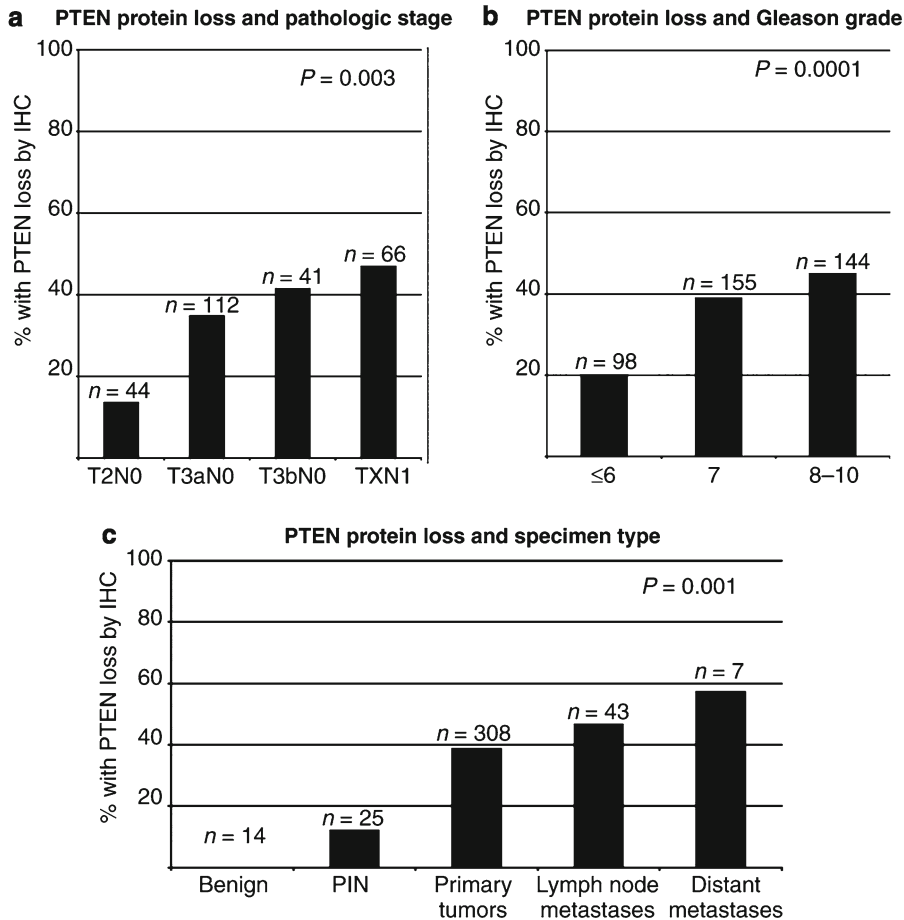 a PTEN protein loss and pathologic stage
100
P = 0.003
80
60
40
20
% with PTEN loss by IHC
n = 44
n = 112
n = 41
n = 66
T2N0 T3aN0 T3bN0 TXN1
b PTEN protein loss and Gleason grade
100
P = 0.0001
80
60
40
20
% with PTEN loss by IHC
n = 98
n = 155
n = 144
≤6 7 8–10
c PTEN protein loss and specimen type
100
P = 0.001
80
60
40
20
% with PTEN loss by IHC
n = 14
n = 25
n = 308
n = 43
n = 7
Benign PIN Primary Lymph node Distant
tumors metastases metastases